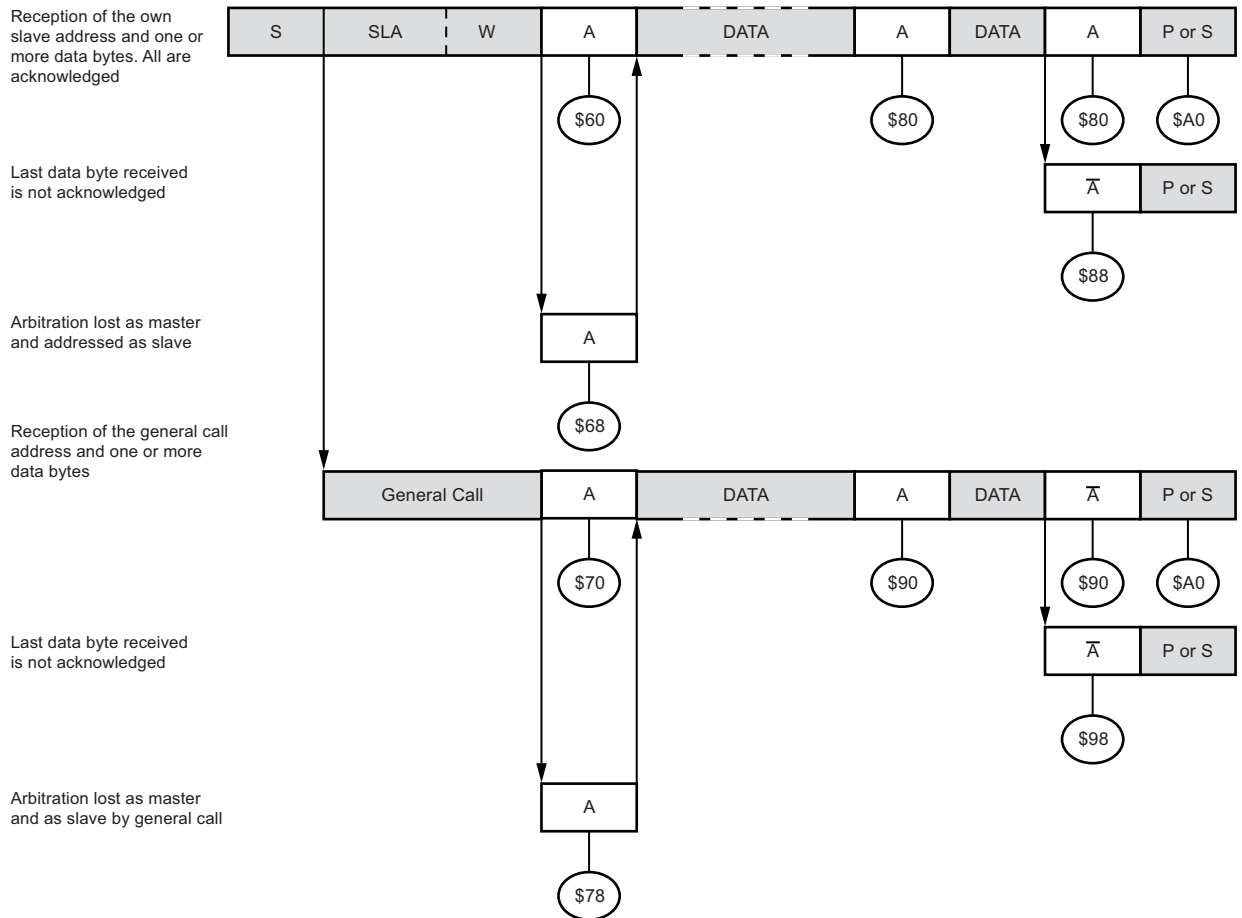 Reception of the own
slave address and one or
more data bytes. All are
acknowledged
S SLA W A DATA A DATA A P or S
$60 $80 $80 $A0
Last data byte received
is not acknowledged
A̅ P or S
$88
Arbitration lost as master
and addressed as slave
A
$68
Reception of the general call
address and one or more
data bytes
General Call A DATA A DATA A̅ P or S
$70 $90 $90 $A0
Last data byte received
is not acknowledged
A̅ P or S
$98
Arbitration lost as master
and as slave by general call
A
$78